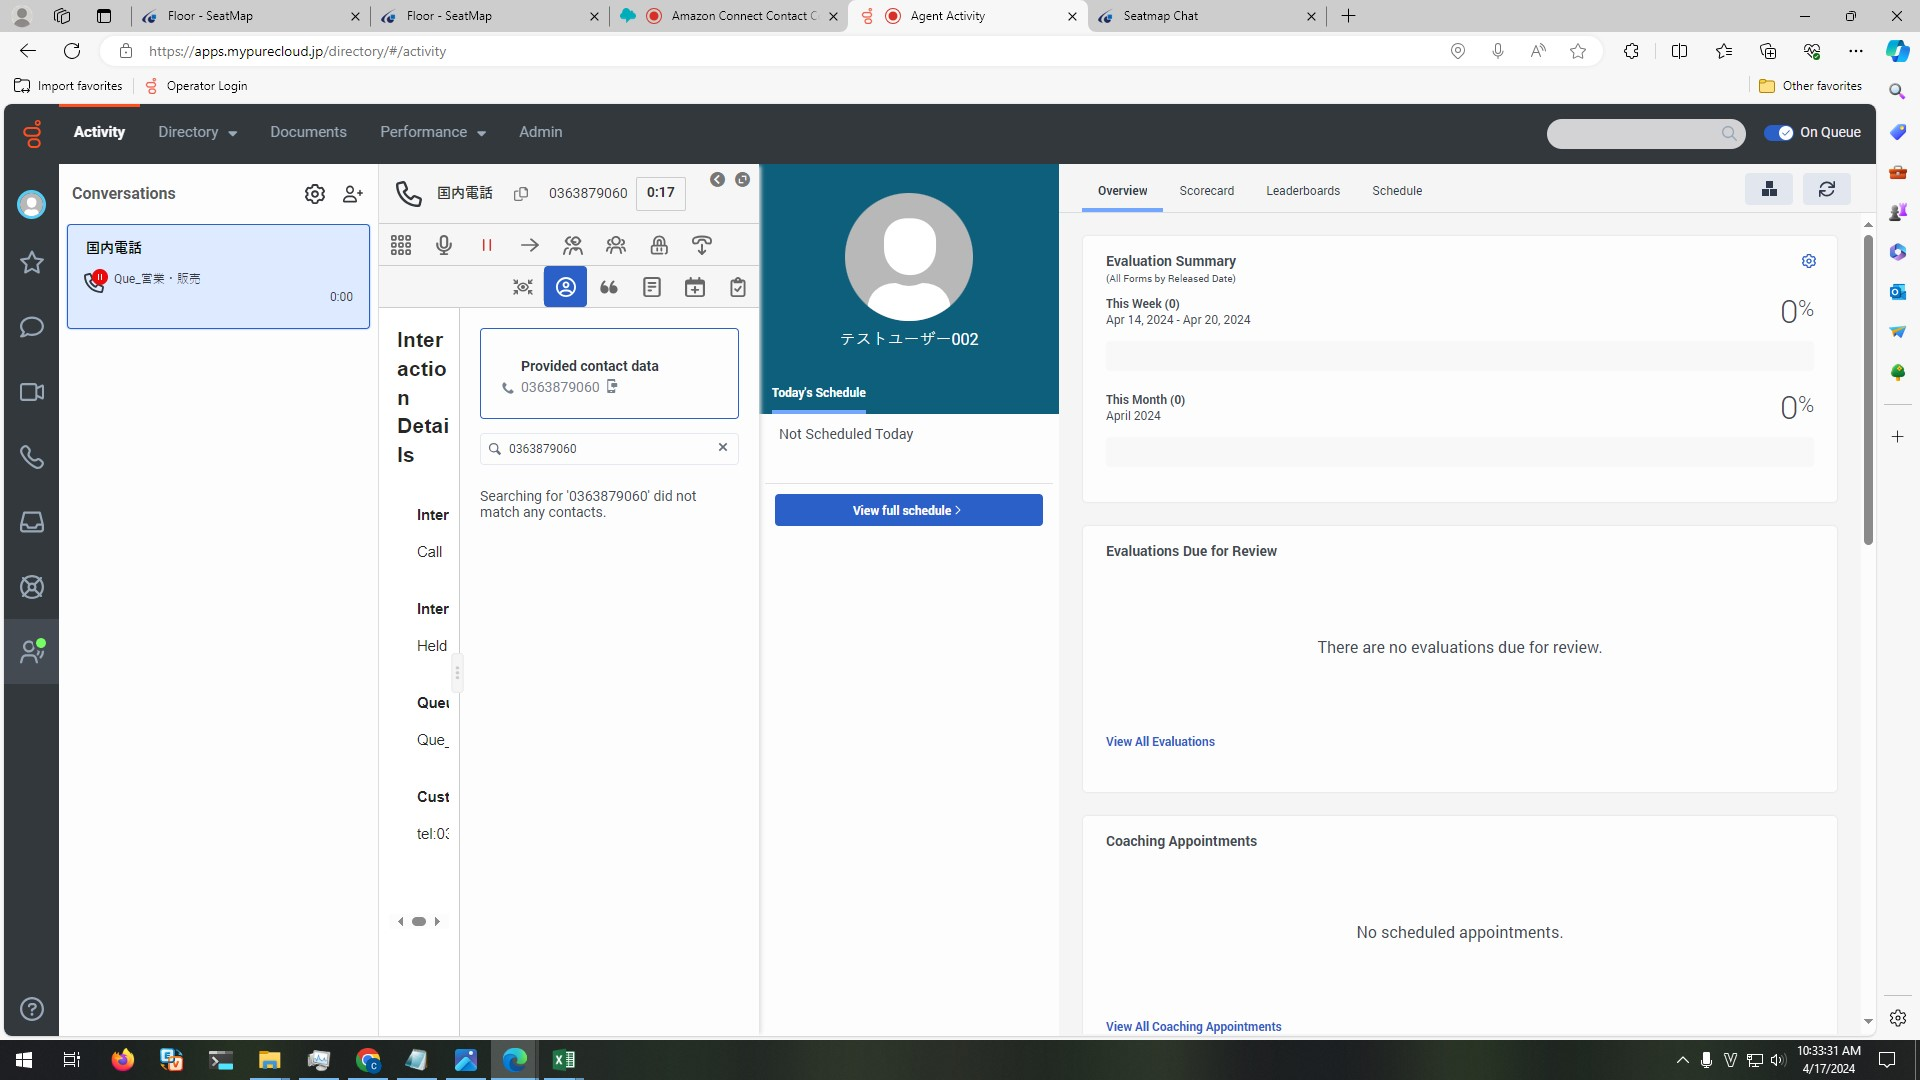 Floor - SeatMap
Floor - SeatMap
Amazon Connect Contact C
Agent Activity
Seatmap Chat
https://apps.mypurecloud.jp/directory/#/activity
Import favorites
Operator Login
Other favorites
Activity
Directory
Documents
Performance
Admin
On Queue
Conversations
国内電話
Que_営業・販売
0:00
国内電話
0363879060
0:17
Inter
actio
n
Detai
ls
Inter
Call
Inter
Held
Queu
Que_
Cust
tel:03
Provided contact data
0363879060
0363879060
Searching for '0363879060' did not
match any contacts.
テストユーザー002
Today's Schedule
Not Scheduled Today
View full schedule
Overview
Scorecard
Leaderboards
Schedule
Evaluation Summary
(All Forms by Released Date)
This Week (0)
Apr 14, 2024 - Apr 20, 2024
0%
This Month (0)
April 2024
0%
Evaluations Due for Review
There are no evaluations due for review.
View All Evaluations
Coaching Appointments
No scheduled appointments.
View All Coaching Appointments
10:33:31 AM
4/17/2024